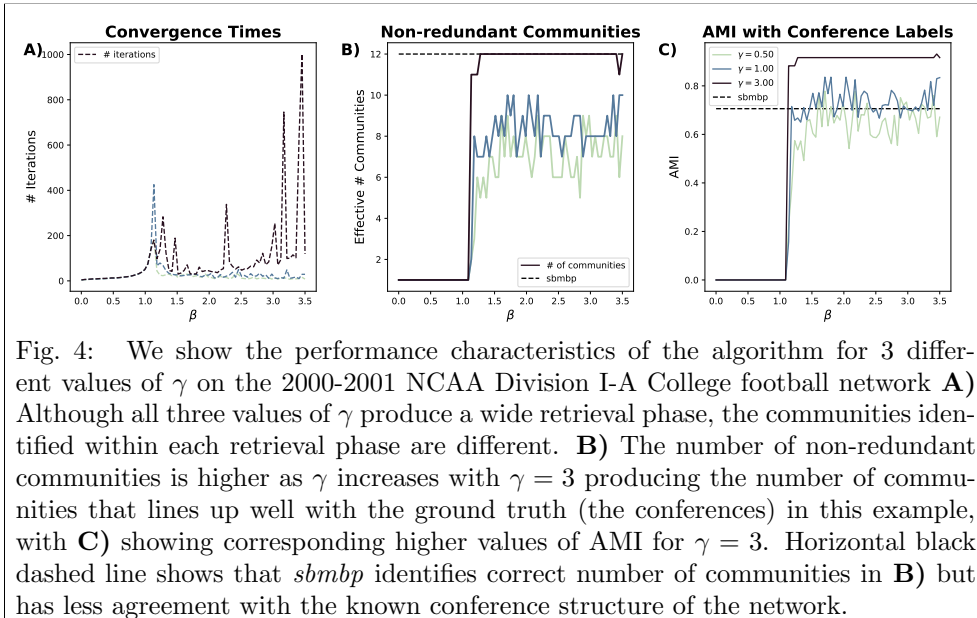 Convergence Times
A)
# iterations
1000
800
600
400
200
0
# Iterations
0.0 0.5 1.0 1.5 2.0 2.5 3.0 3.5
β
Non-redundant Communities
B)
12
10
8
6
4
2
Effective # Communities
# of communities
sbmbp
0.0 0.5 1.0 1.5 2.0 2.5 3.0 3.5
β
AMI with Conference Labels
C)
γ = 0.50
γ = 1.00
γ = 3.00
sbmbp
0.8
0.6
0.4
0.2
0.0
AMI
0.0 0.5 1.0 1.5 2.0 2.5 3.0 3.5
β
Fig. 4: We show the performance characteristics of the algorithm for 3 differ-
ent values of γ on the 2000-2001 NCAA Division I-A College football network A)
Although all three values of γ produce a wide retrieval phase, the communities iden-
tified within each retrieval phase are different. B) The number of non-redundant
communities is higher as γ increases with γ = 3 producing the number of commu-
nities that lines up well with the ground truth (the conferences) in this example,
with C) showing corresponding higher values of AMI for γ = 3. Horizontal black
dashed line shows that sbmbp identifies correct number of communities in B) but
has less agreement with the known conference structure of the network.